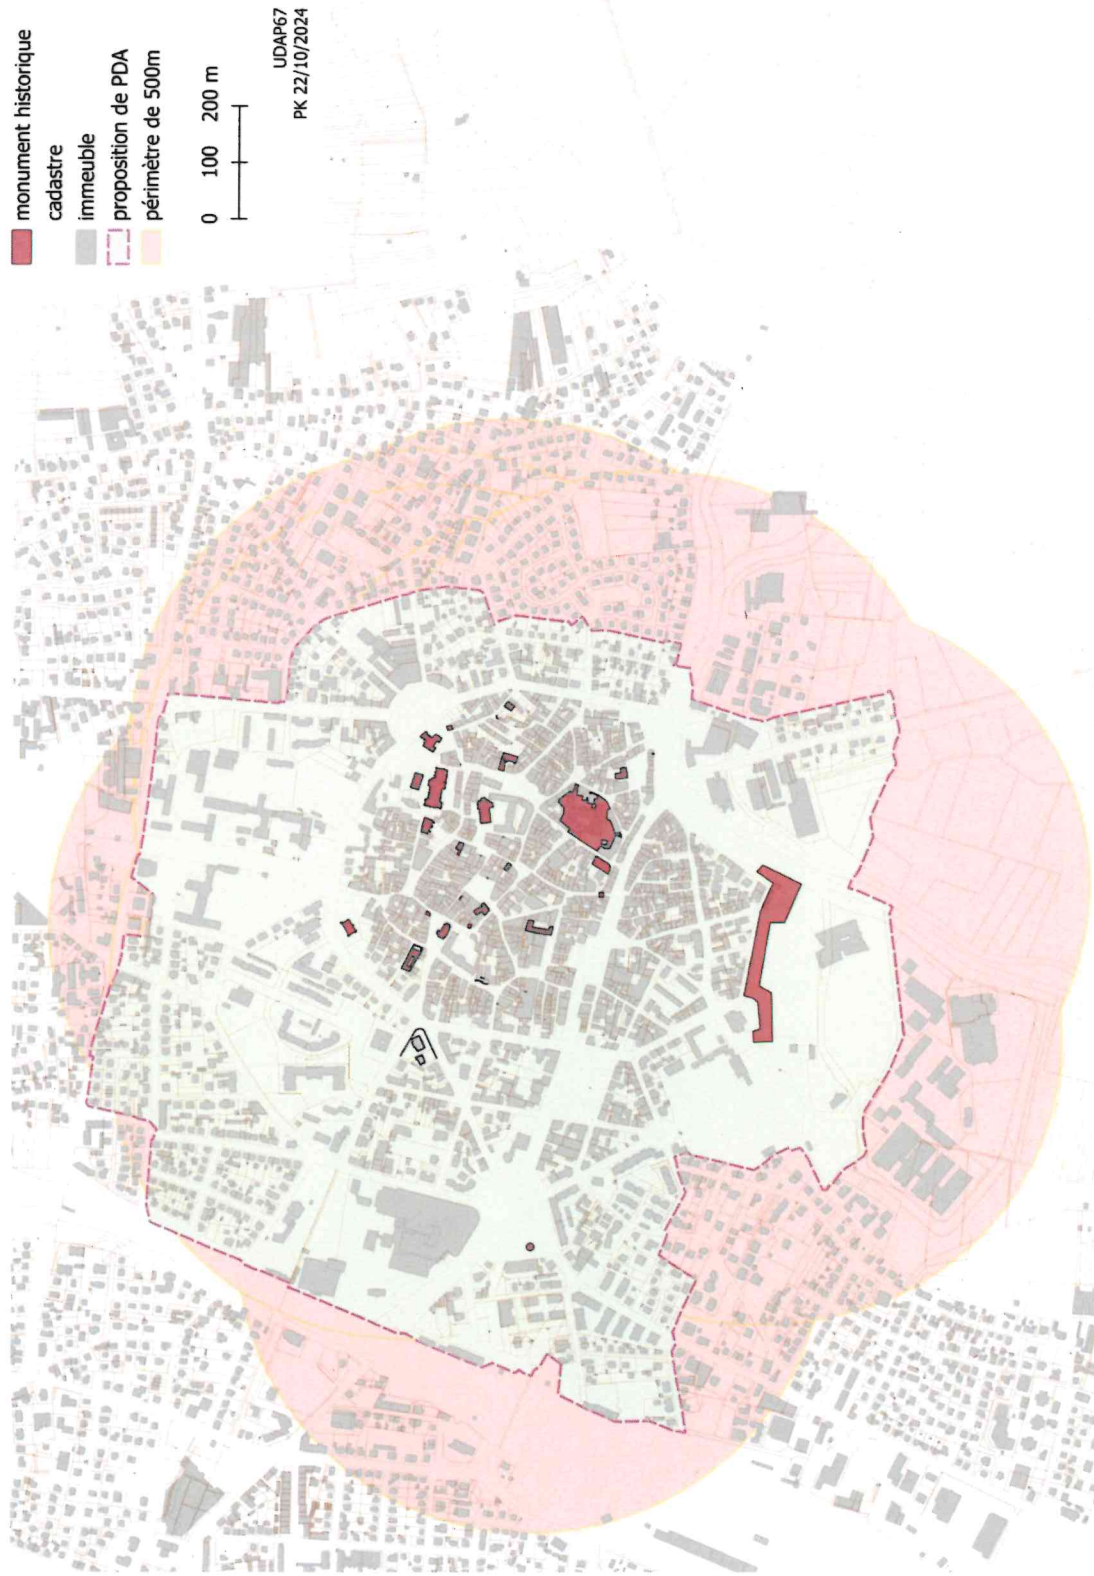 monument historique
cadastre
immeuble
proposition de PDA
périmètre de 500m
0 100 200 m
UDAP67
PK 22/10/2024